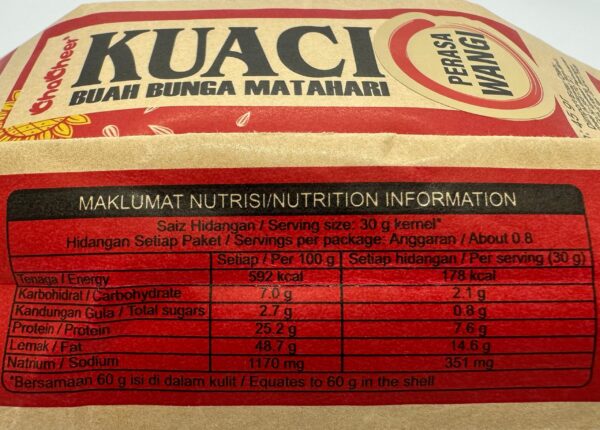 ChaCheer
KUACI
BUAH BUNGA MATAHARI
PERASA
WANGI
MAKLUMAT NUTRISI/NUTRITION INFORMATION
Saiz Hidangan / Serving size: 30 g kernel*
Hidangan Setiap Paket / Servings per package: Anggaran / About 0.8
Setiap / Per 100 g Setiap hidangan / Per serving (30 g)
Tenaga / Energy 592 kcal 178 kcal
Karbohidrat / Carbohydrate 7.0 g 2.1 g
Kandungan Gula / Total sugars 2.7 g 0.8 g
Protein / Protein 25.2 g 7.6 g
Lemak / Fat 48.7 g 14.6 g
Natrium / Sodium 1170 mg 351 mg
*Bersamaan 60 g isi di dalam kulit / Equates to 60 g in the shell